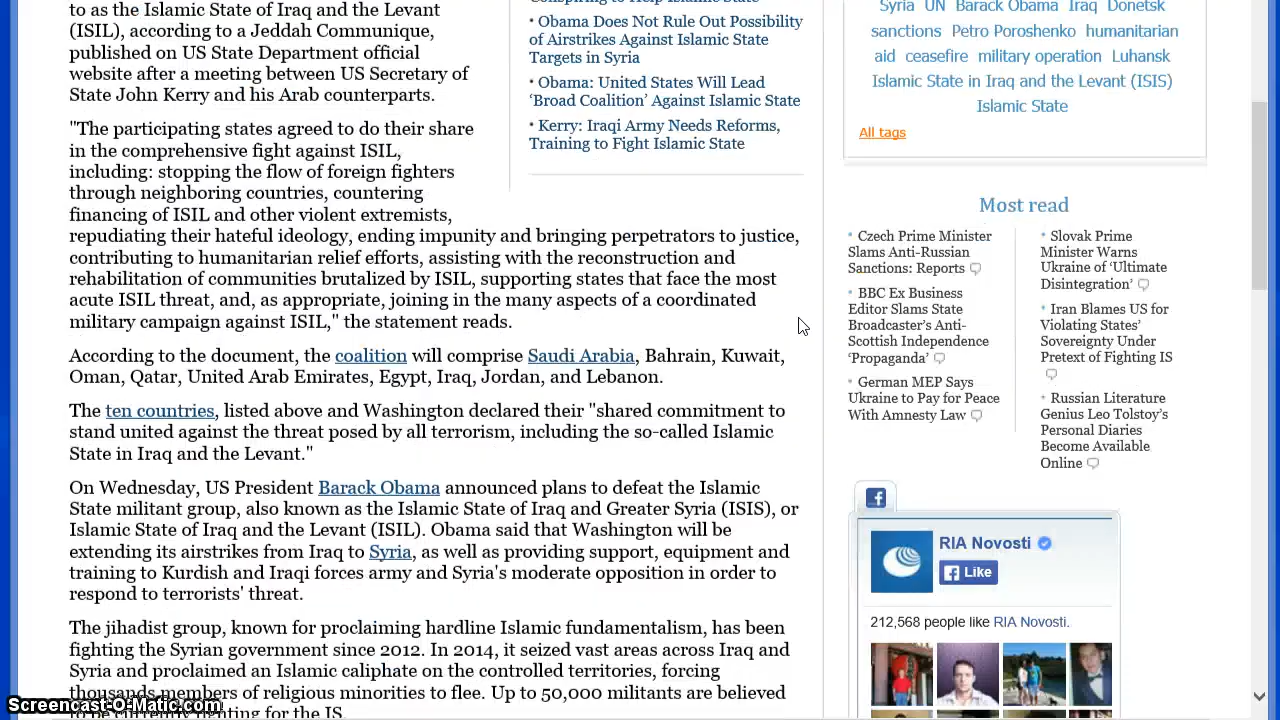 to as the Islamic State of Iraq and the Levant
(ISIL), according to a Jeddah Communique,
published on US State Department official
website after a meeting between US Secretary of
State John Kerry and his Arab counterparts.
"The participating states agreed to do their share
in the comprehensive fight against ISIL,
including: stopping the flow of foreign fighters
through neighboring countries, countering
financing of ISIL and other violent extremists,
repudiating their hateful ideology, ending impunity and bringing perpetrators to justice,
contributing to humanitarian relief efforts, assisting with the reconstruction and
rehabilitation of communities brutalized by ISIL, supporting states that face the most
acute ISIL threat, and, as appropriate, joining in the many aspects of a coordinated
military campaign against ISIL," the statement reads.
According to the document, the coalition will comprise Saudi Arabia, Bahrain, Kuwait,
Oman, Qatar, United Arab Emirates, Egypt, Iraq, Jordan, and Lebanon.
The ten countries, listed above and Washington declared their "shared commitment to
stand united against the threat posed by all terrorism, including the so-called Islamic
State in Iraq and the Levant."
On Wednesday, US President Barack Obama announced plans to defeat the Islamic
State militant group, also known as the Islamic State of Iraq and Greater Syria (ISIS), or
Islamic State of Iraq and the Levant (ISIL). Obama said that Washington will be
extending its airstrikes from Iraq to Syria, as well as providing support, equipment and
training to Kurdish and Iraqi forces army and Syria's moderate opposition in order to
respond to terrorists' threat.
The jihadist group, known for proclaiming hardline Islamic fundamentalism, has been
fighting the Syrian government since 2012. In 2014, it seized vast areas across Iraq and
Syria and proclaimed an Islamic caliphate on the controlled territories, forcing
thousands members of religious minorities to flee. Up to 50,000 militants are believed
to be currently fighting for the IS.
Conspiring to Help Islamic State
• Obama Does Not Rule Out Possibility
of Airstrikes Against Islamic State
Targets in Syria
• Obama: United States Will Lead
‘Broad Coalition’ Against Islamic State
• Kerry: Iraqi Army Needs Reforms,
Training to Fight Islamic State
Syria UN Barack Obama Iraq Donetsk
sanctions Petro Poroshenko humanitarian
aid ceasefire military operation Luhansk
Islamic State in Iraq and the Levant (ISIS)
Islamic State
All tags
Most read
• Czech Prime Minister
Slams Anti-Russian
Sanctions: Reports
• BBC Ex Business
Editor Slams State
Broadcaster’s Anti-
Scottish Independence
‘Propaganda’
• German MEP Says
Ukraine to Pay for Peace
With Amnesty Law
• Slovak Prime
Minister Warns
Ukraine of ‘Ultimate
Disintegration’
• Iran Blames US for
Violating States’
Sovereignty Under
Pretext of Fighting IS
• Russian Literature
Genius Leo Tolstoy’s
Personal Diaries
Become Available
Online
RIA Novosti
Like
212,568 people like RIA Novosti.
Screencast-O-Matic.com